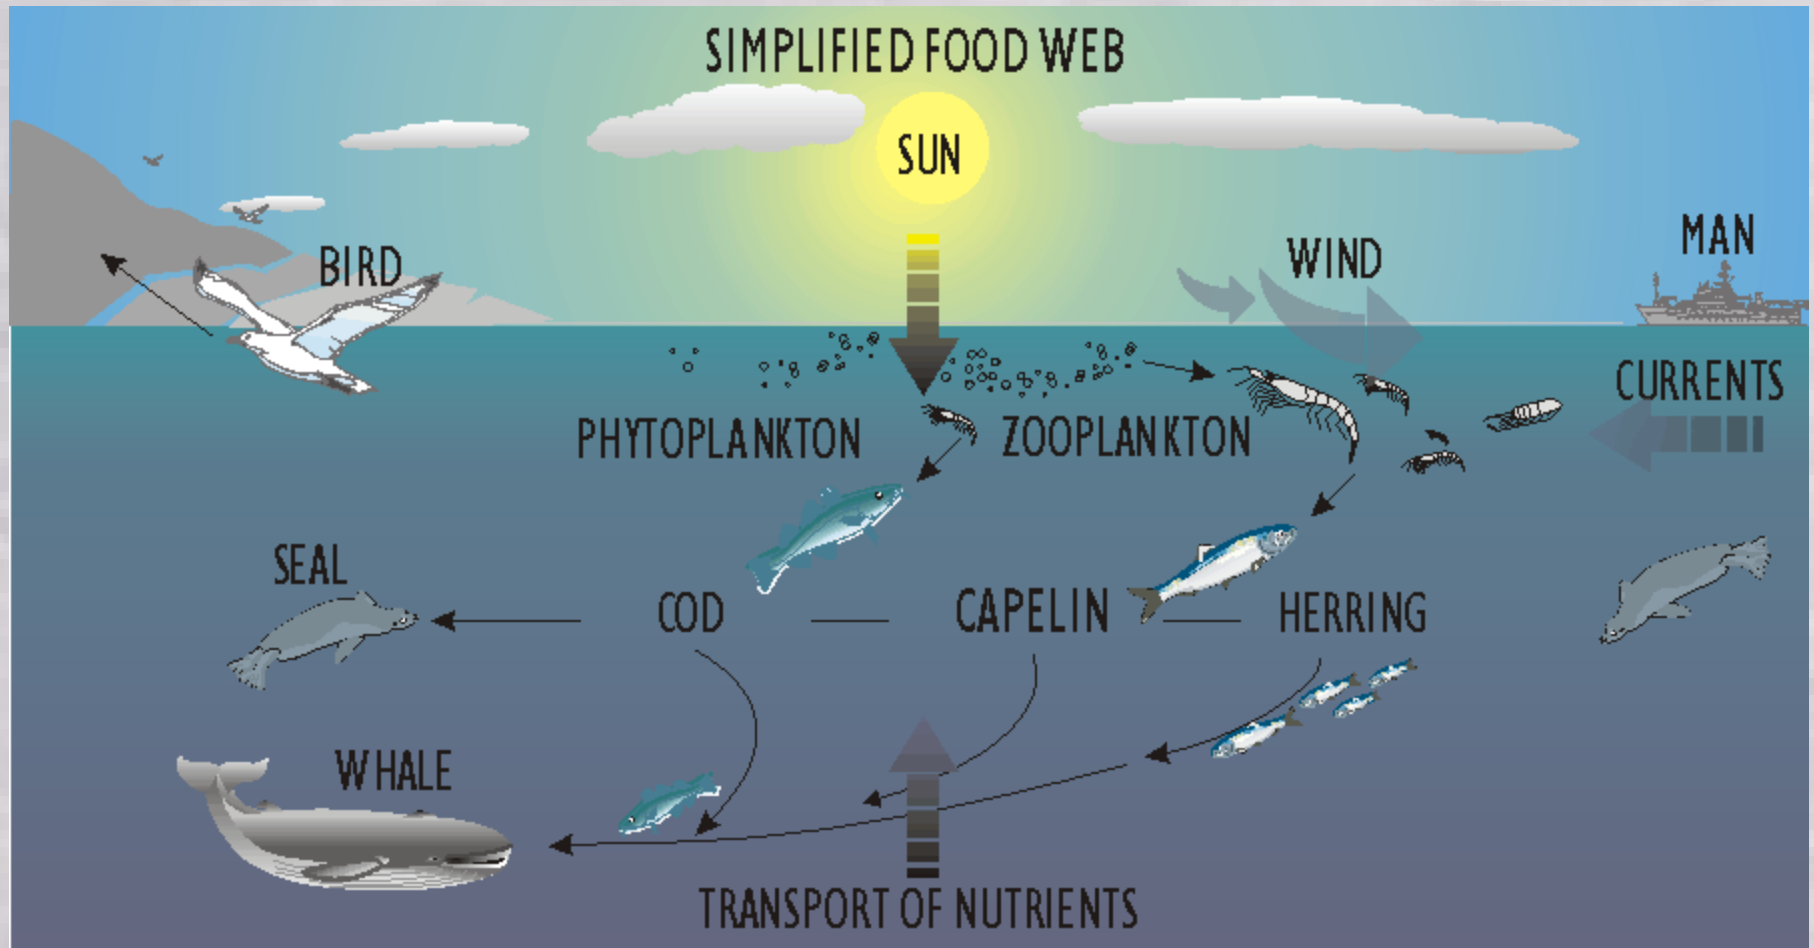 SIMPLIFIED FOOD WEB
SUN
MAN
WIND
BIRD
CURRENTS
PHYTOPLANKTON
ZOOPLANKTON
SEAL
COD
CAPELIN
HERRING
WHALE
TRANSPORT OF NUTRIENTS